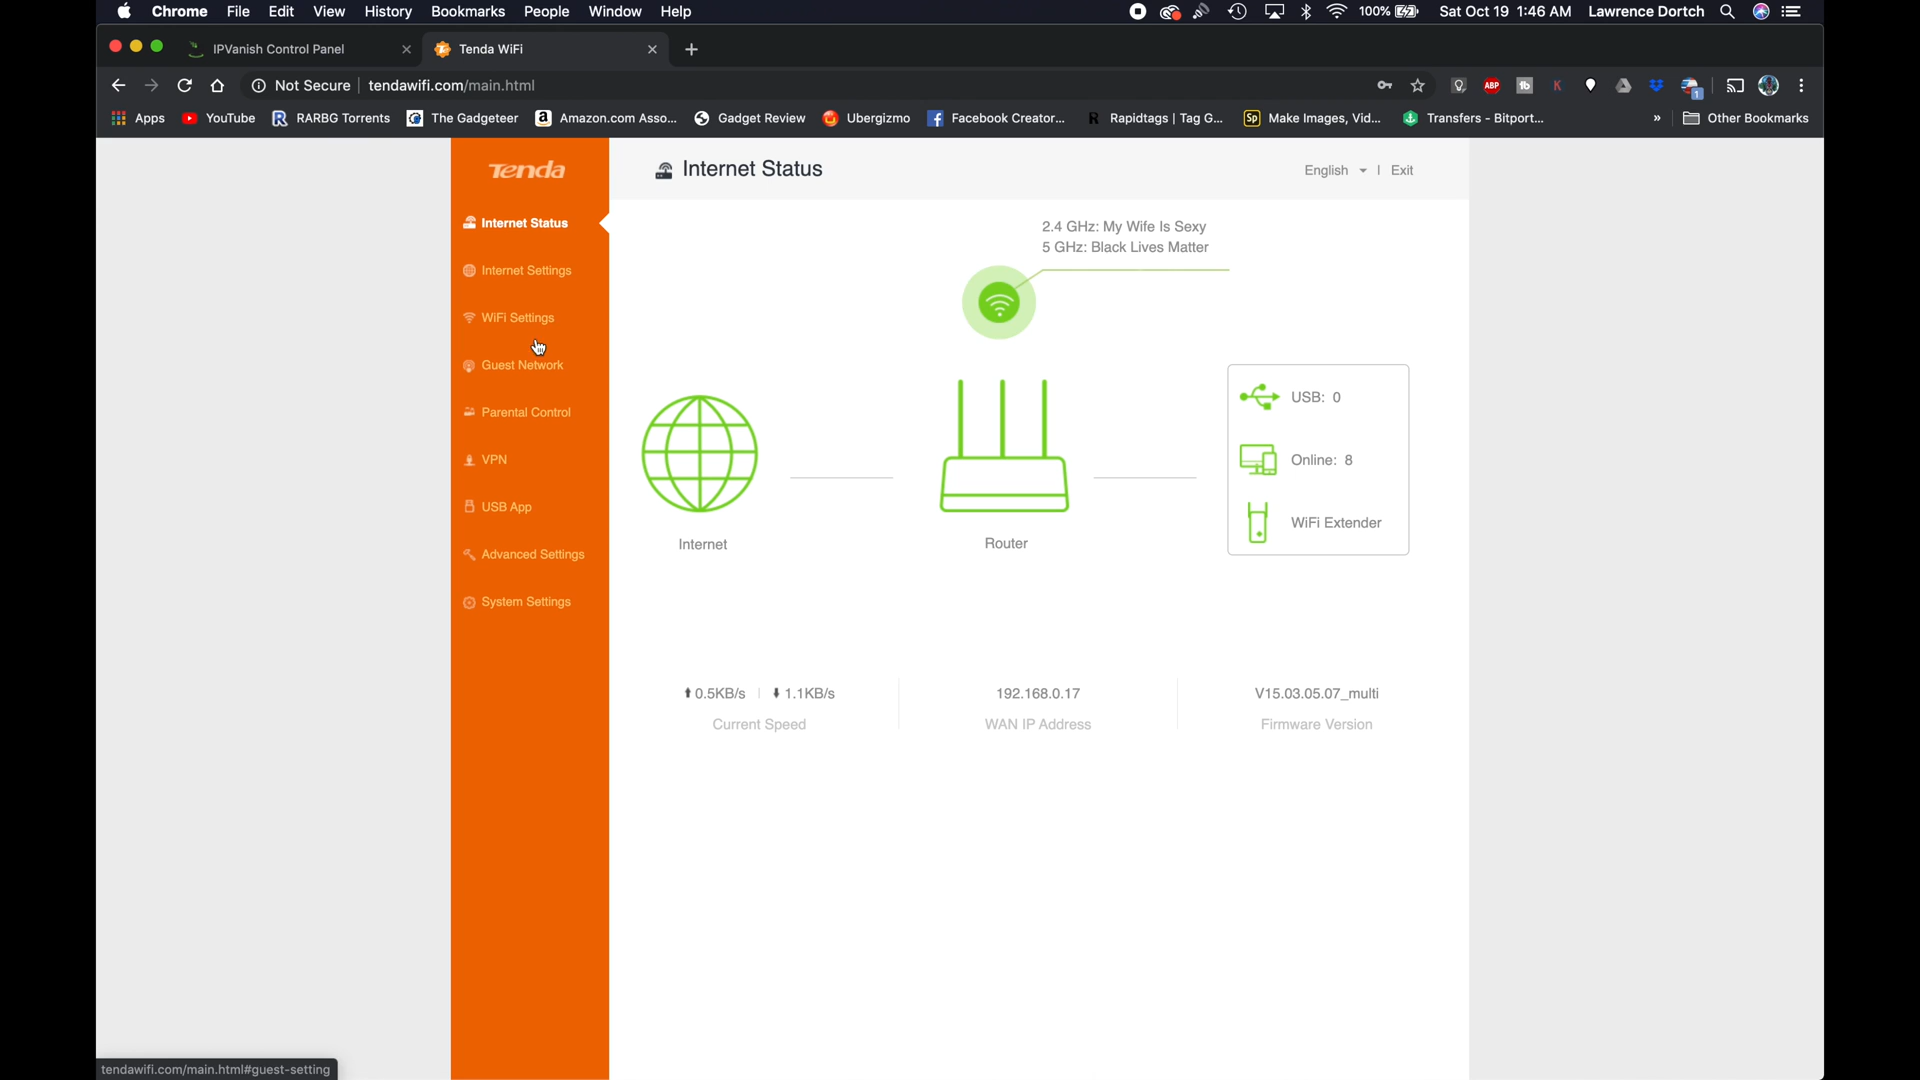 Chrome File Edit View History Bookmarks People Window Help 100% Sat Oct 19 1:46 AM Lawrence Dortch
IPVanish Control Panel Tenda WiFi
Not Secure tendawifi.com/main.html ABP tb K 1
Apps YouTube RARBG Torrents The Gadgeteer Amazon.com Asso... Gadget Review Ubergizmo Facebook Creator... Rapidtags | Tag G... Make Images, Vid... Transfers - Bitport... » Other Bookmarks
Tenda
Internet Status
English | Exit
Internet Status
Internet Settings
WiFi Settings
Guest Network
Parental Control
VPN
USB App
Advanced Settings
System Settings
2.4 GHz: My Wife Is Sexy
5 GHz: Black Lives Matter
USB: 0
Online: 8
WiFi Extender
Internet
Router
0.5KB/s | 1.1KB/s
Current Speed
192.168.0.17
WAN IP Address
V15.03.05.07_multi
Firmware Version
tendawifi.com/main.html#guest-setting